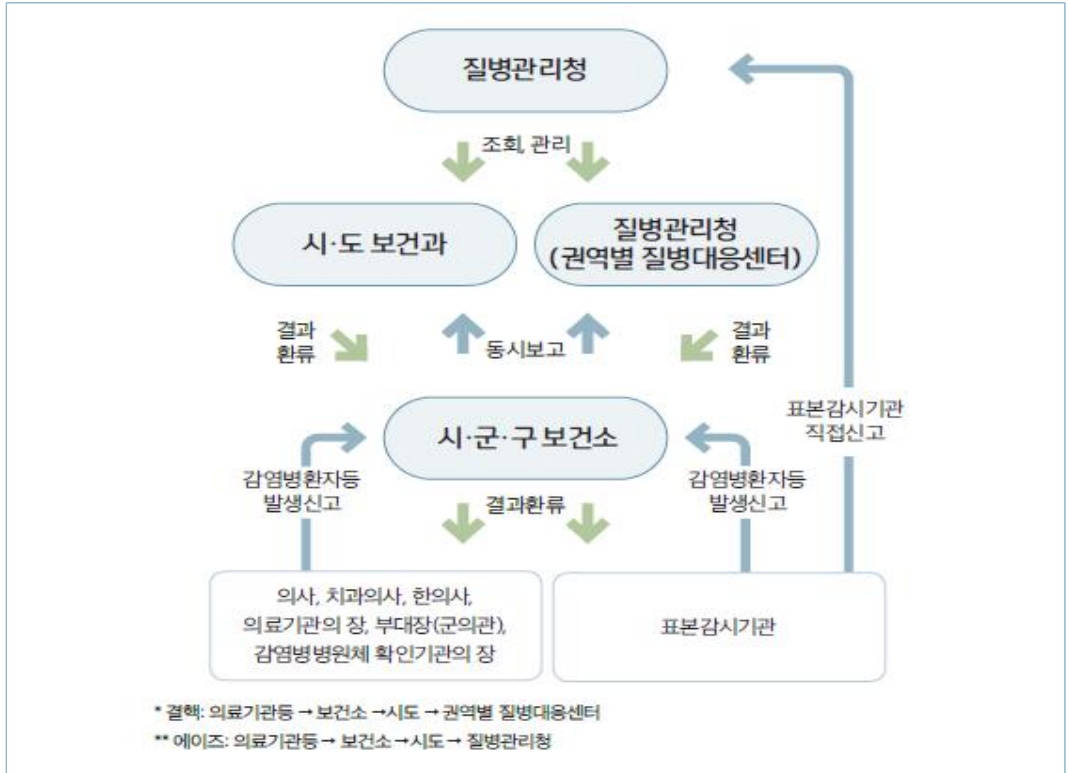 질병관리청
조회, 관리
시·도 보건과
질병관리청
(권역별 질병대응센터)
결과
환류
동시보고
결과
환류
표본감시기관
직접신고
시·군·구 보건소
감염병환자등
발생신고
감염병환자등
발생신고
결과환류
의사, 치과의사, 한의사,
의료기관의 장, 부대장(군의관),
감염병병원체 확인기관의 장
표본감시기관
* 결핵: 의료기관등 → 보건소 →시도 → 권역별 질병대응센터
** 에이즈: 의료기관등→ 보건소→시도→ 질병관리청